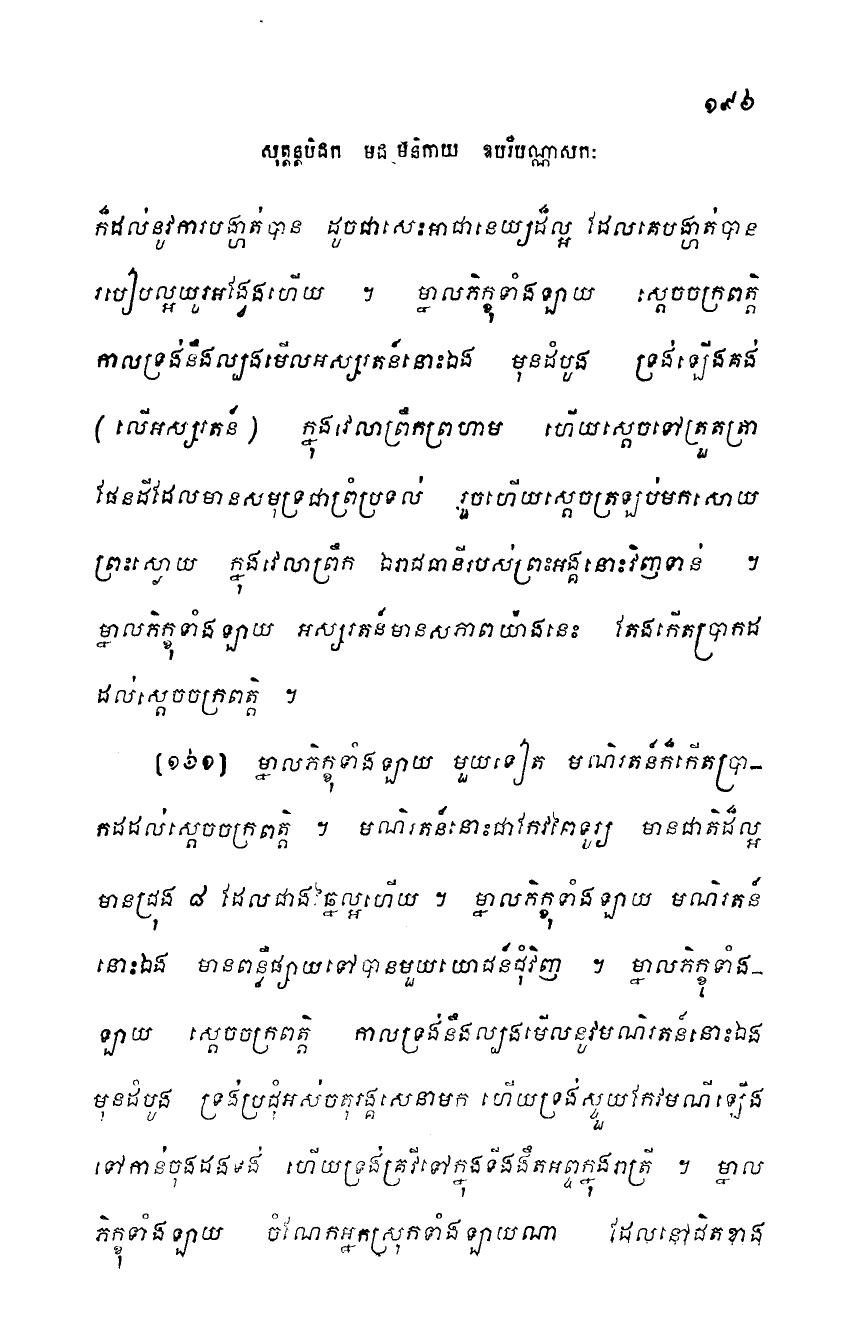 ១៩៦
សុត្តន្តបិដក មជ្ឈិមនិកាយ ឧបរិបណ្ណាសកៈ
ក៏ដល់នូវការបង្ហាត់បាន ដូចជាសេះអាជានេយ្យដ៏ល្អ ដែលគេបង្ហាត់បាន
របៀបល្អយូរអង្វែងហើយ ។ ម្នាលភិក្ខុទាំងឡាយ ស្តេចចក្រពត្តិ
កាលទ្រង់នឹងល្បងមើលអស្សរតន៍នោះឯង មុនដំបូង ទ្រង់ឡើងគង់
(លើអស្សរតន៍) ក្នុងវេលាព្រឹកព្រហាម ហើយស្តេចទៅត្រួតត្រា
ផែនដីដែលមានសមុទ្រជាព្រំប្រទល់ រួចហើយស្តេចត្រឡប់មកសោយ
ព្រះស្ងោយ ក្នុងវេលាព្រឹក ឯរាជធានីរបស់ព្រះអង្គនោះវិញទាន់ ។
ម្នាលភិក្ខុទាំងឡាយ អស្សរតន៍មានសភាពយ៉ាងនេះ តែងកើតប្រាកដ
ដល់ស្តេចចក្រពត្តិ ។
[១៦១] ម្នាលភិក្ខុទាំងឡាយ មួយទៀត មណិរតន៍ក៏កើតប្រា-
កដដល់ស្តេចចក្រពត្តិ ។ មណិរតន៍នោះជាកែវពៃទូរ្យ មានជាតិដ៏ល្អ
មានជ្រុង ៨ ដែលជាងច្នៃល្អហើយ ។ ម្នាលភិក្ខុទាំងឡាយ មណិរតន៍
នោះឯង មានពន្លឺផ្សាយទៅបានមួយយោជន៍ជុំវិញ ។ ម្នាលភិក្ខុទាំង-
ឡាយ ស្តេចចក្រពត្តិ កាលទ្រង់នឹងល្បងមើលនូវមណិរតន៍នោះឯង
មុនដំបូង ទ្រង់ប្រជុំអស់ចតុរង្គសេនាមក ហើយទ្រង់ស្ទួយកែវមណីឡើង
ទៅកាន់ចុងដងទង់ ហើយទ្រង់គ្រវីទៅក្នុងទីងងឹតអព្ទក្នុងរាត្រី ។ ម្នាល
ភិក្ខុទាំងឡាយ ចំណែកអ្នកស្រុកទាំងឡាយណា ដែលនៅជិតខាង